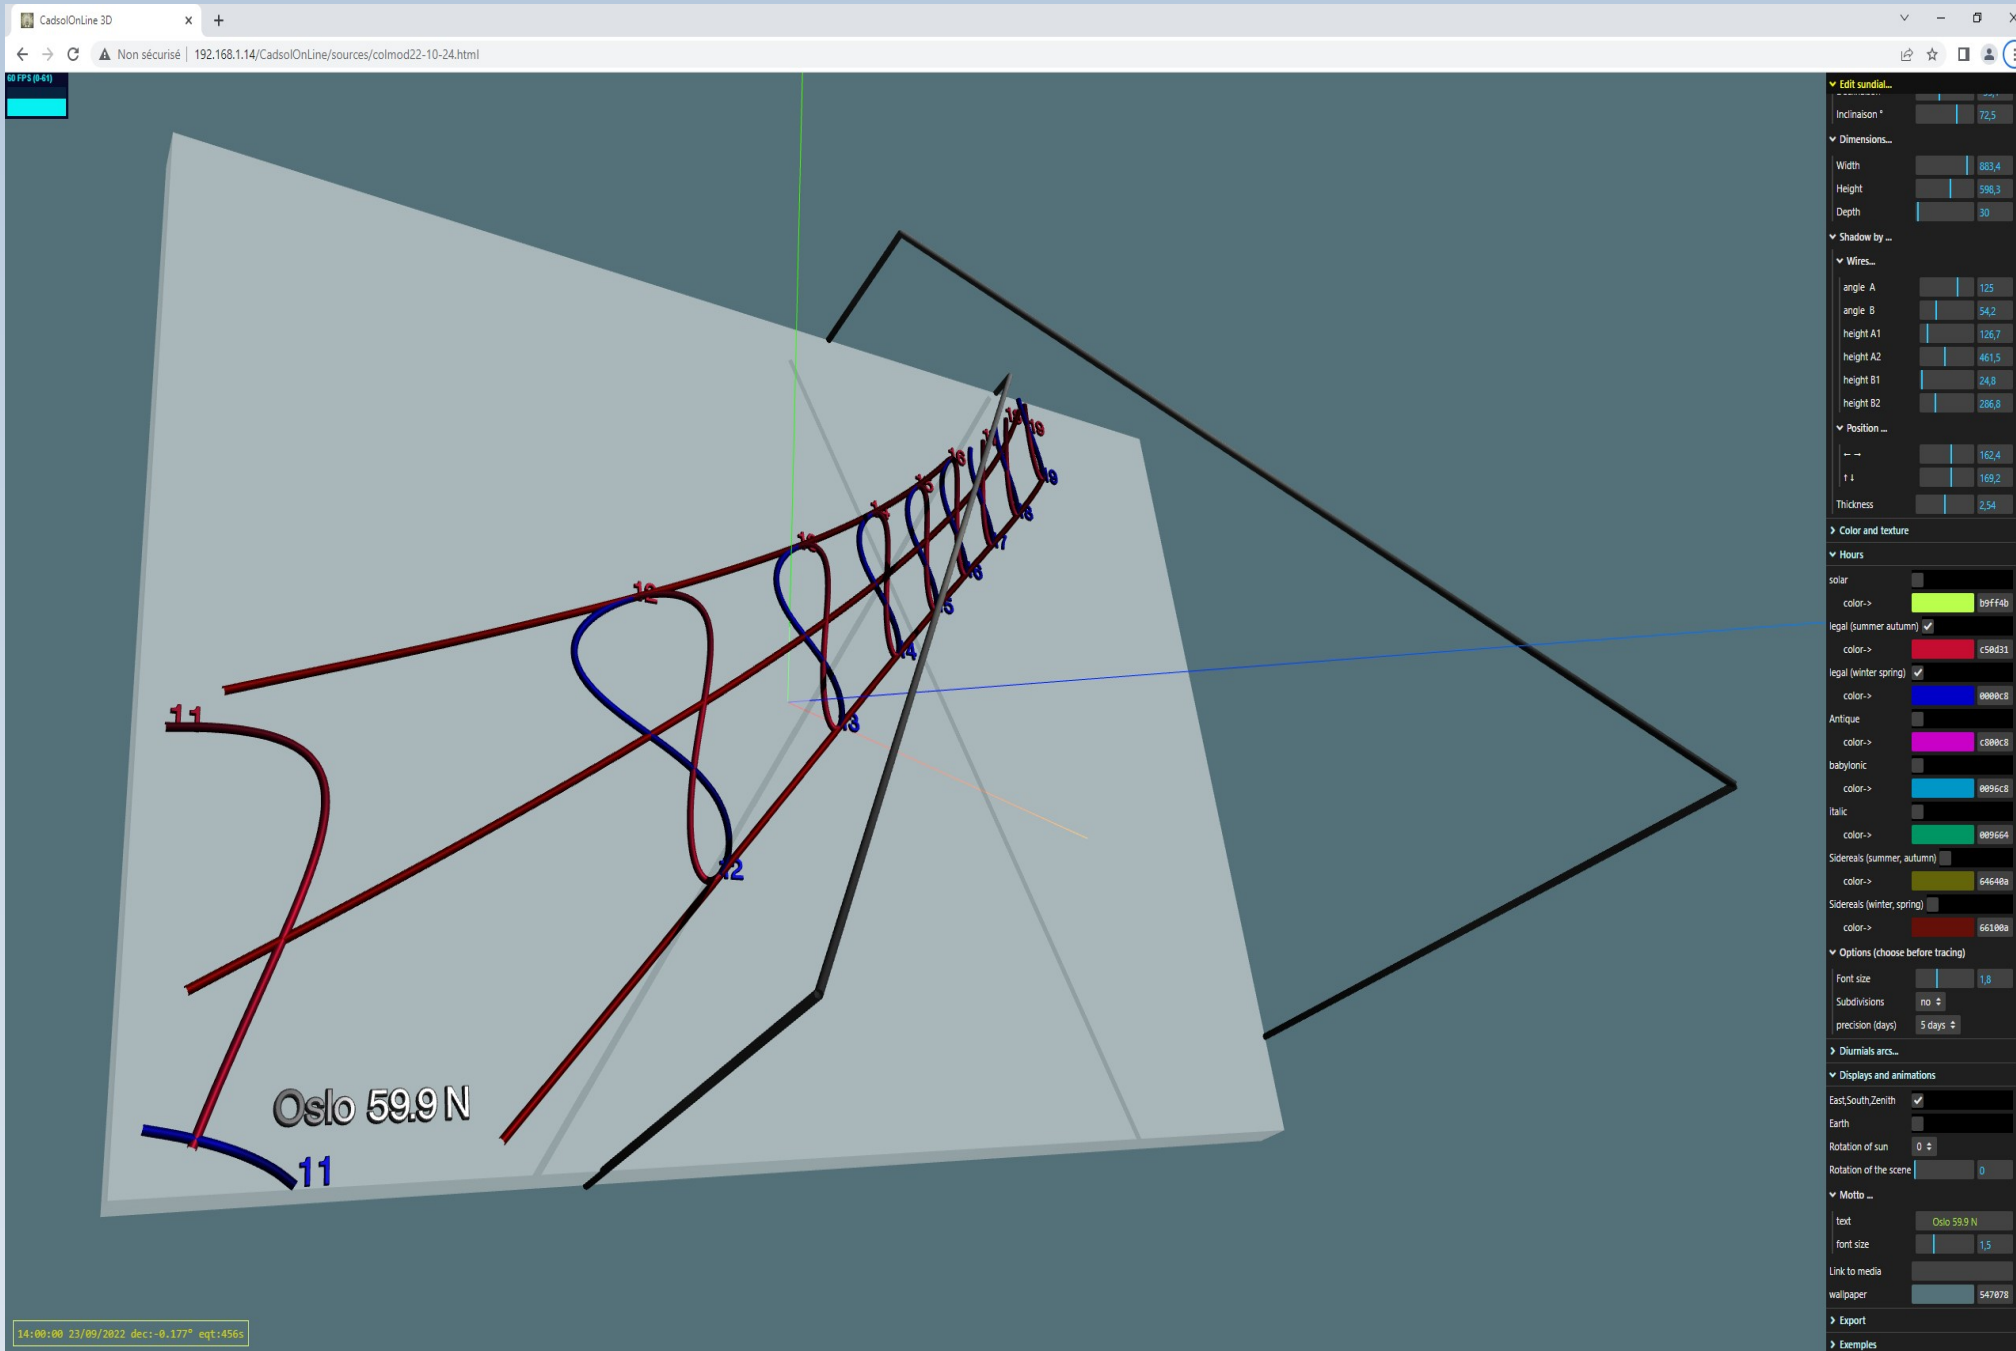 CadsolOnLine 3D
Non sécurisé 192.168.1.14/CadsolOnLine/sources/colmod22-10-24.html
60 FPS (0-61)
Edit sundial...
Inclinaison ° 72,5
Dimensions...
Width 883,4
Height 598,3
Depth 30
Shadow by ...
Wires...
angle A 125
angle B 54,2
height A1 126,7
height A2 461,5
height B1 24,8
height B2 286,8
Position ...
←→ 162,4
↑↓ 169,2
Thickness 2,54
Color and texture
Hours
solar
color-> b9ff4b
legal (summer autumn)
color-> c50d31
legal (winter spring)
color-> 0000c8
Antique
color-> c800c8
babylonic
color-> 0096c8
italic
color-> 009664
Sidereals (summer, autumn)
color-> 64640a
Sidereals (winter, spring)
color-> 66100a
Options (choose before tracing)
Font size 1,8
Subdivisions no
precision (days) 5 days
Diurnials arcs...
Displays and animations
East,South,Zenith
Earth
Rotation of sun 0
Rotation of the scene 0
Motto ...
text Oslo 59.9 N
font size 1,5
Link to media
wallpaper 547078
Export
Exemples
11
12
13
14
15
16
18
19
19
18
17
16
15
14
13
12
11
Oslo 59.9 N
14:00:00 23/09/2022 dec:-0.177° eqt:456s